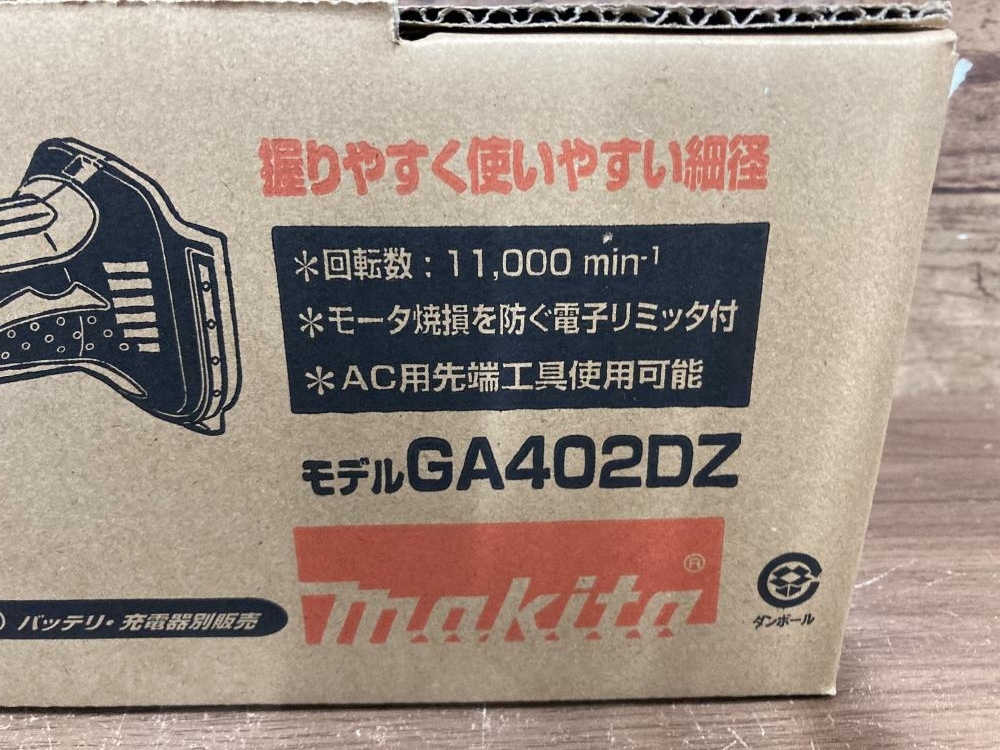 握りやすく使いやすい細径
＊回転数：11,000 min-1
＊モータ焼損を防ぐ電子リミッタ付
＊AC用先端工具使用可能
モデルGA402DZ
makita®
バッテリ・充電器別販売
ダンボール